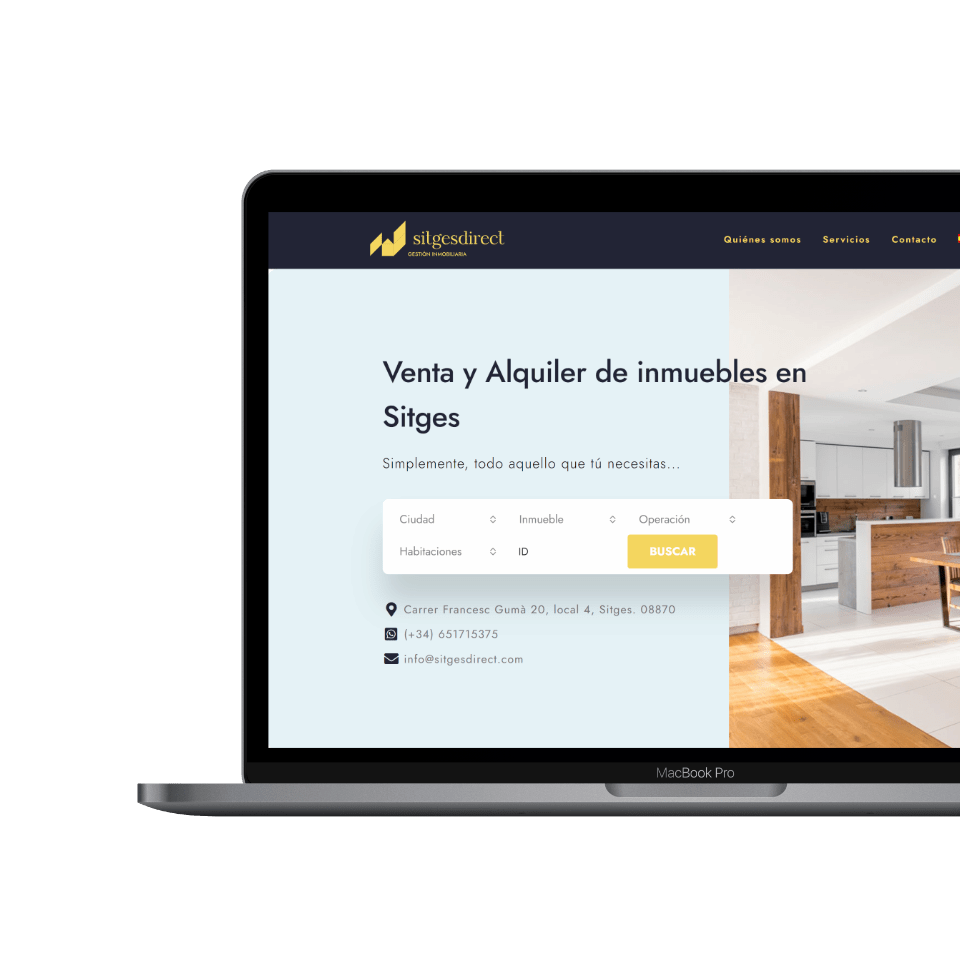 sitgesdirect
GESTIÓN INMOBILIARIA
Quiénes somos Servicios Contacto
Venta y Alquiler de inmuebles en
Sitges
Simplemente, todo aquello que tú necesitas...
Ciudad Inmueble Operación
Habitaciones ID BUSCAR
Carrer Francesc Gumà 20, local 4, Sitges. 08870
(+34) 651715375
info@sitgesdirect.com
MacBook Pro